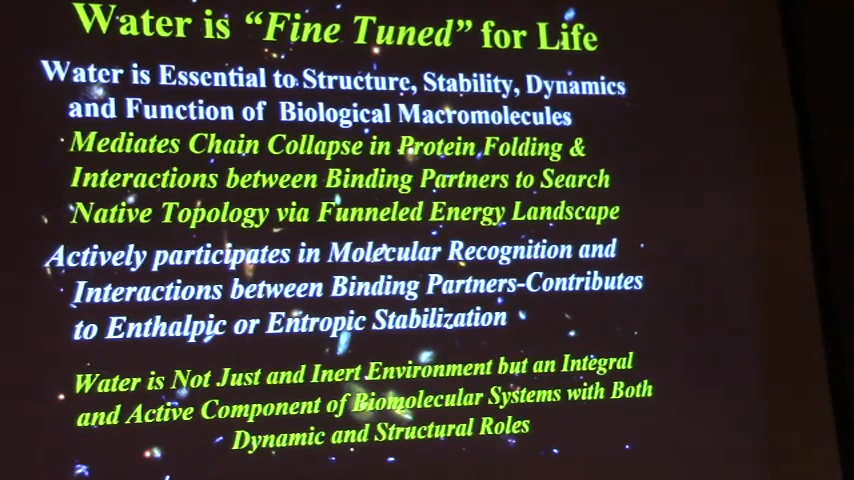 Water is “Fine Tuned” for Life
Water is Essential to Structure, Stability, Dynamics
and Function of Biological Macromolecules
Mediates Chain Collapse in Protein Folding &
Interactions between Binding Partners to Search
Native Topology via Funneled Energy Landscape
Actively participates in Molecular Recognition and
Interactions between Binding Partners-Contributes
to Enthalpic or Entropic Stabilization
Water is Not Just and Inert Environment but an Integral
and Active Component of Biomolecular Systems with Both
Dynamic and Structural Roles